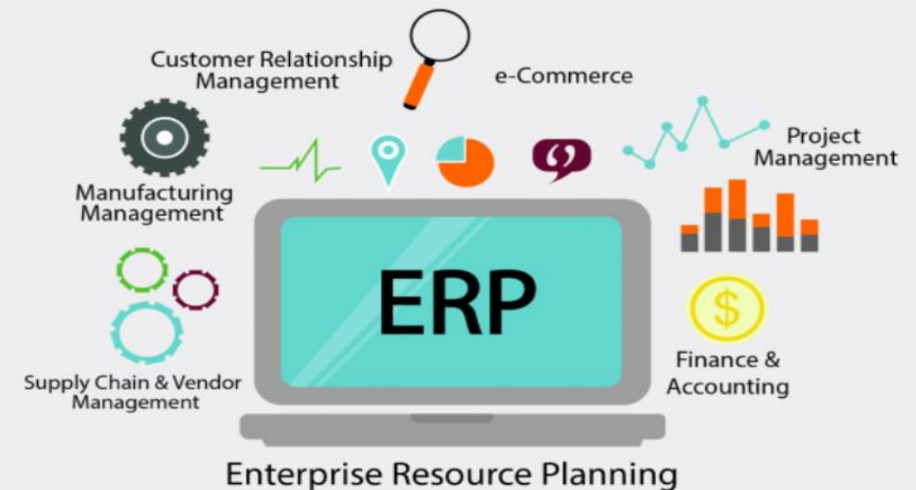 Customer Relationship
Management
e-Commerce
Project
Management
Manufacturing
Management
ERP
$
Finance &
Accounting
Supply Chain & Vendor
Management
Enterprise Resource Planning